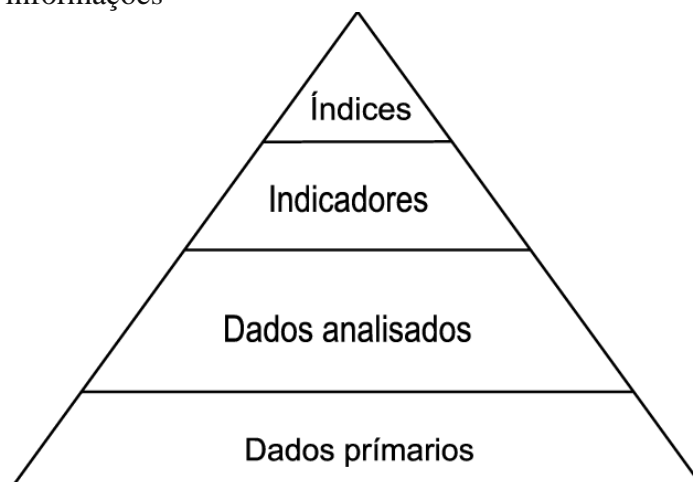 informações
Índices
Indicadores
Dados analisados
Dados prímarios